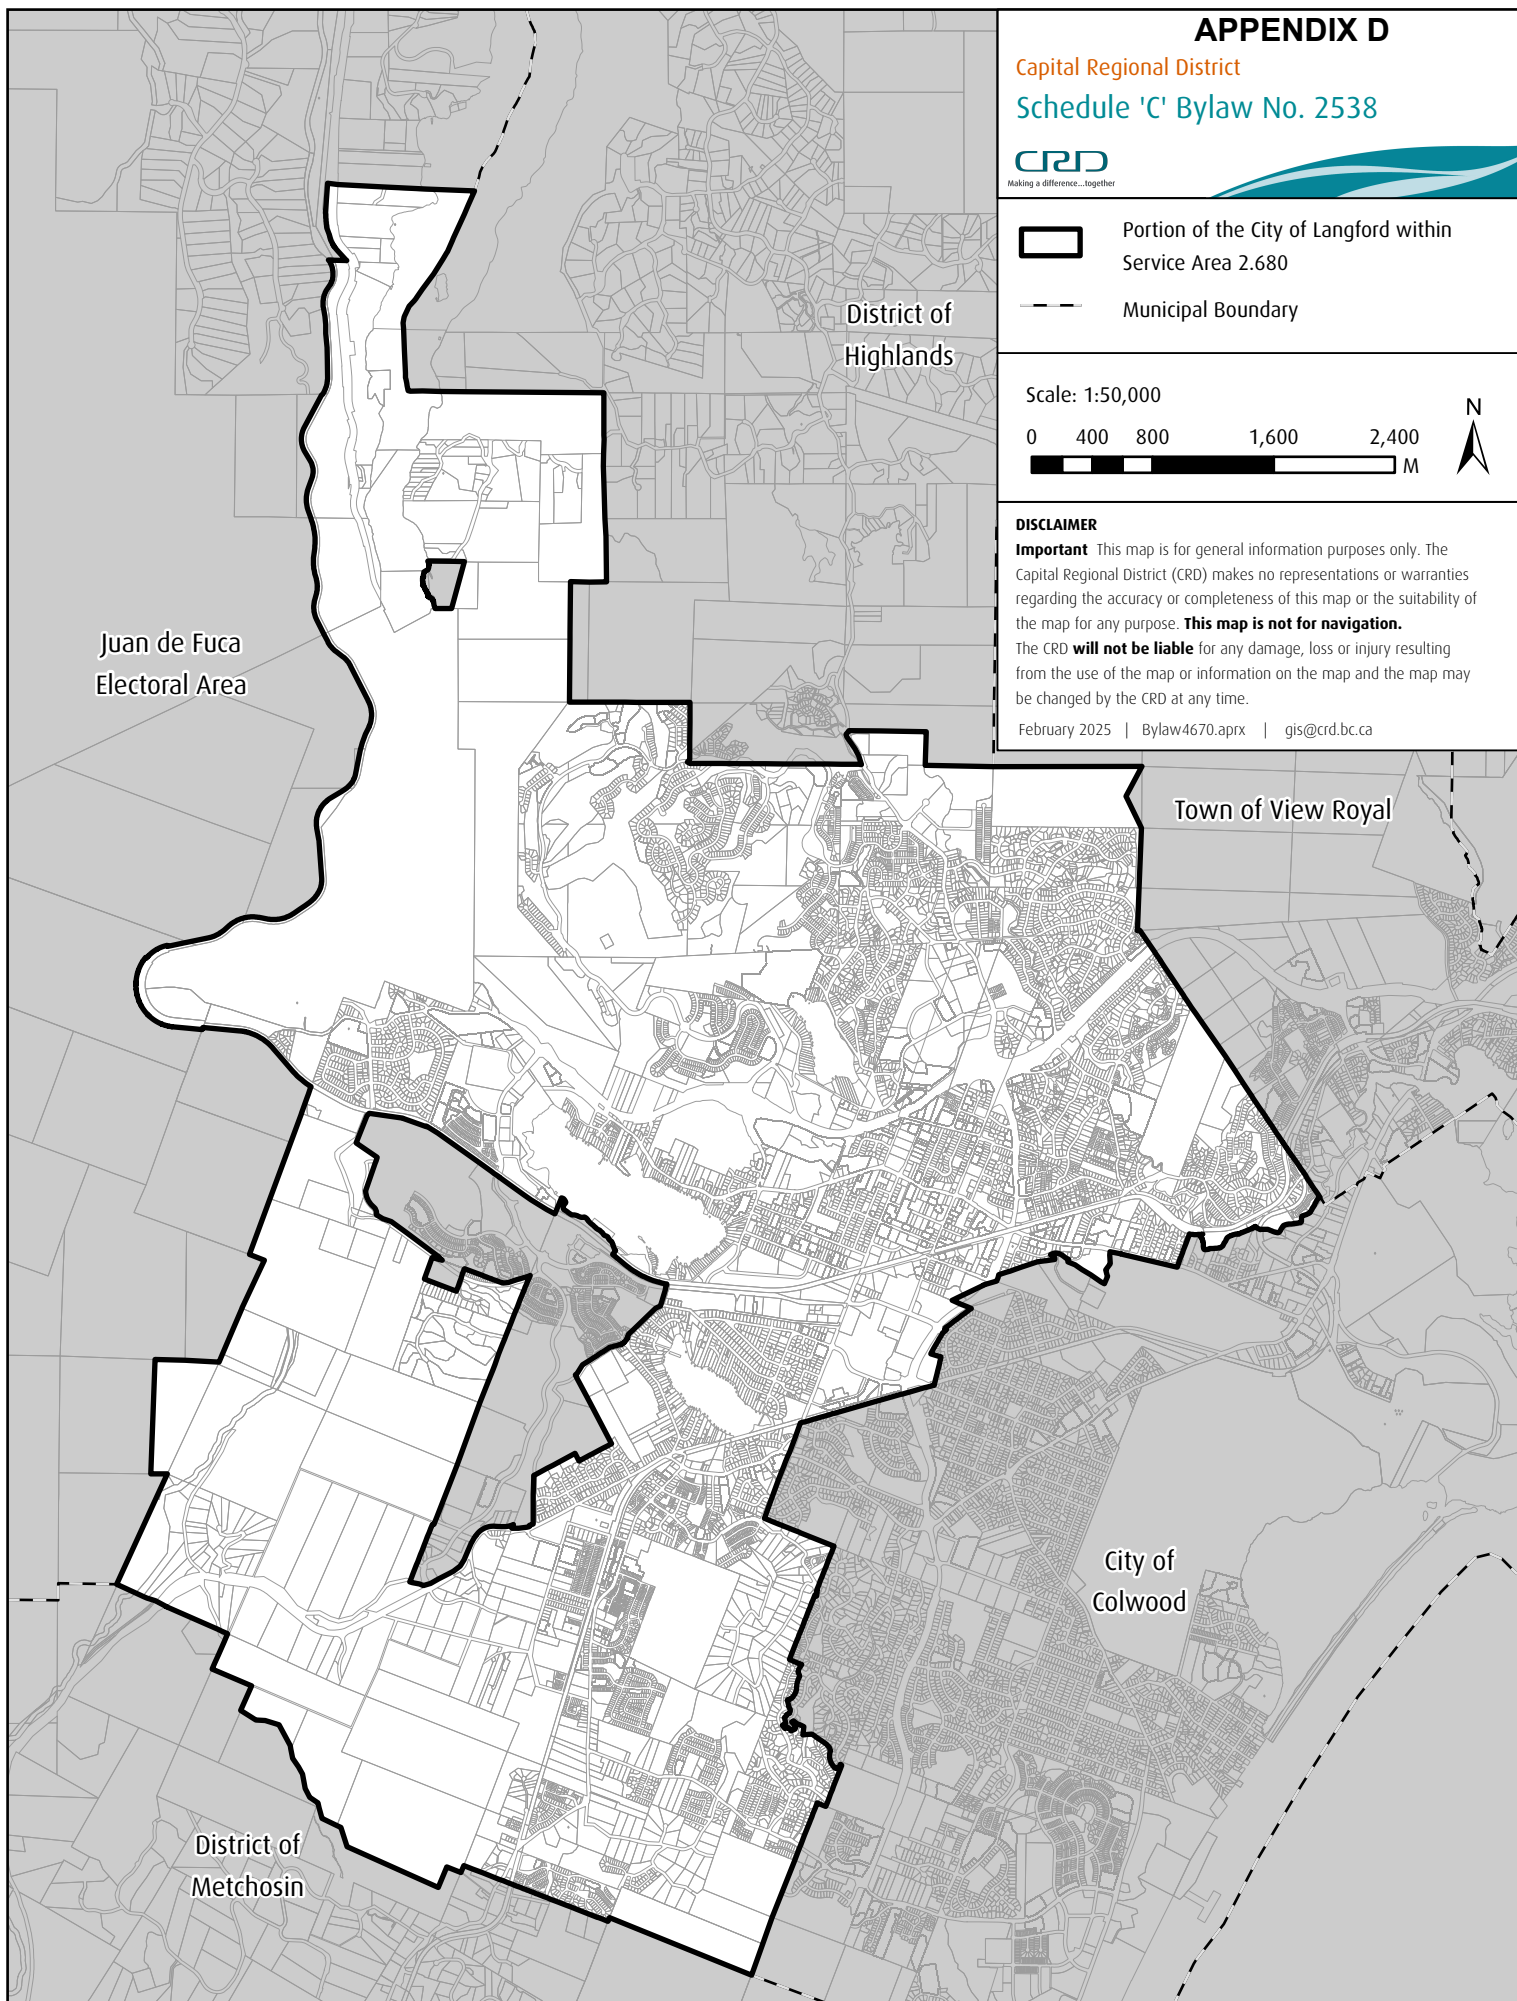 APPENDIX D
Capital Regional District
Schedule 'C' Bylaw No. 2538
CRD
Making a difference...together
Portion of the City of Langford within
Service Area 2.680
Municipal Boundary
Scale: 1:50,000
0 400 800 1,600 2,400
M
N
DISCLAIMER
Important This map is for general information purposes only. The
Capital Regional District (CRD) makes no representations or warranties
regarding the accuracy or completeness of this map or the suitability of
the map for any purpose. This map is not for navigation.
The CRD will not be liable for any damage, loss or injury resulting
from the use of the map or information on the map and the map may
be changed by the CRD at any time.
February 2025 | Bylaw4670.aprx | gis@crd.bc.ca
District of
Highlands
Juan de Fuca
Electoral Area
Town of View Royal
City of
Colwood
District of
Metchosin